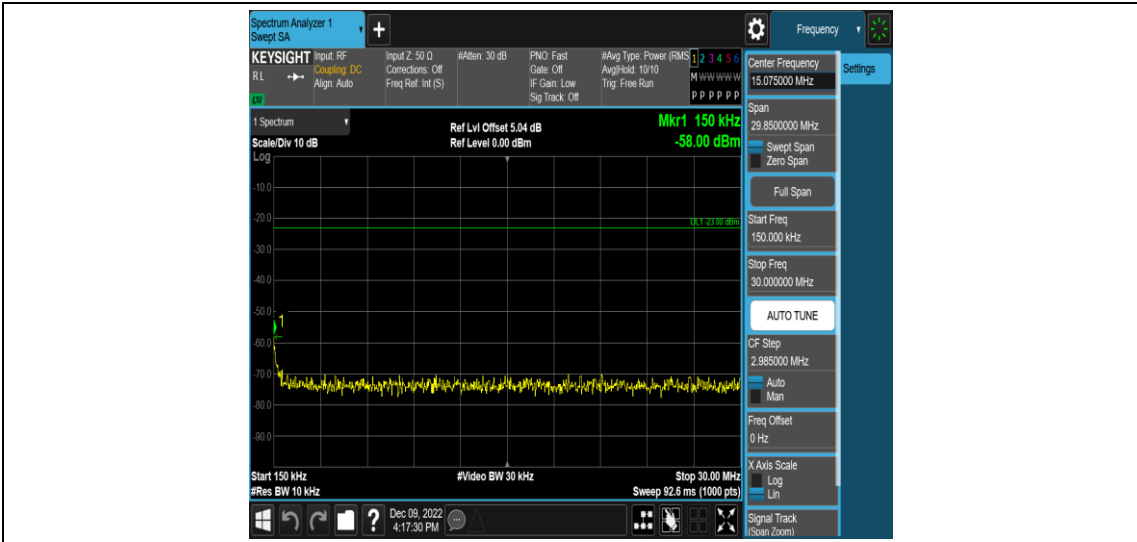 Spectrum Analyzer 1
Swept SA
+
Frequency
KEYSIGHT
RL
LXI
Input: RF
Coupling: DC
Align: Auto
Input Z: 50 Ω
Corrections: Off
Freq Ref: Int (S)
#Atten: 30 dB
PNO: Fast
Gate: Off
IF Gain: Low
Sig Track: Off
#Avg Type: Power (RMS
Avg|Hold: 10/10
Trig: Free Run
1 2 3 4 5 6
M W W W W W
P P P P P P
1 Spectrum
Scale/Div 10 dB
Ref Lvl Offset 5.04 dB
Ref Level 0.00 dBm
Mkr1 150 kHz
-58.00 dBm
Log
-10.0
-20.0
DL1 -23.00 dBm
-30.0
-40.0
-50.0
1
-60.0
-70.0
-80.0
-90.0
Start 150 kHz
#Video BW 30 kHz
Stop 30.00 MHz
#Res BW 10 kHz
Sweep 92.6 ms (1000 pts)
?
Dec 09, 2022
4:17:30 PM
Center Frequency
15.075000 MHz
Settings
Span
29.8500000 MHz
Swept Span
Zero Span
Full Span
Start Freq
150.000 kHz
Stop Freq
30.000000 MHz
AUTO TUNE
CF Step
2.985000 MHz
Auto
Man
Freq Offset
0 Hz
X Axis Scale
Log
Lin
Signal Track
(Span Zoom)